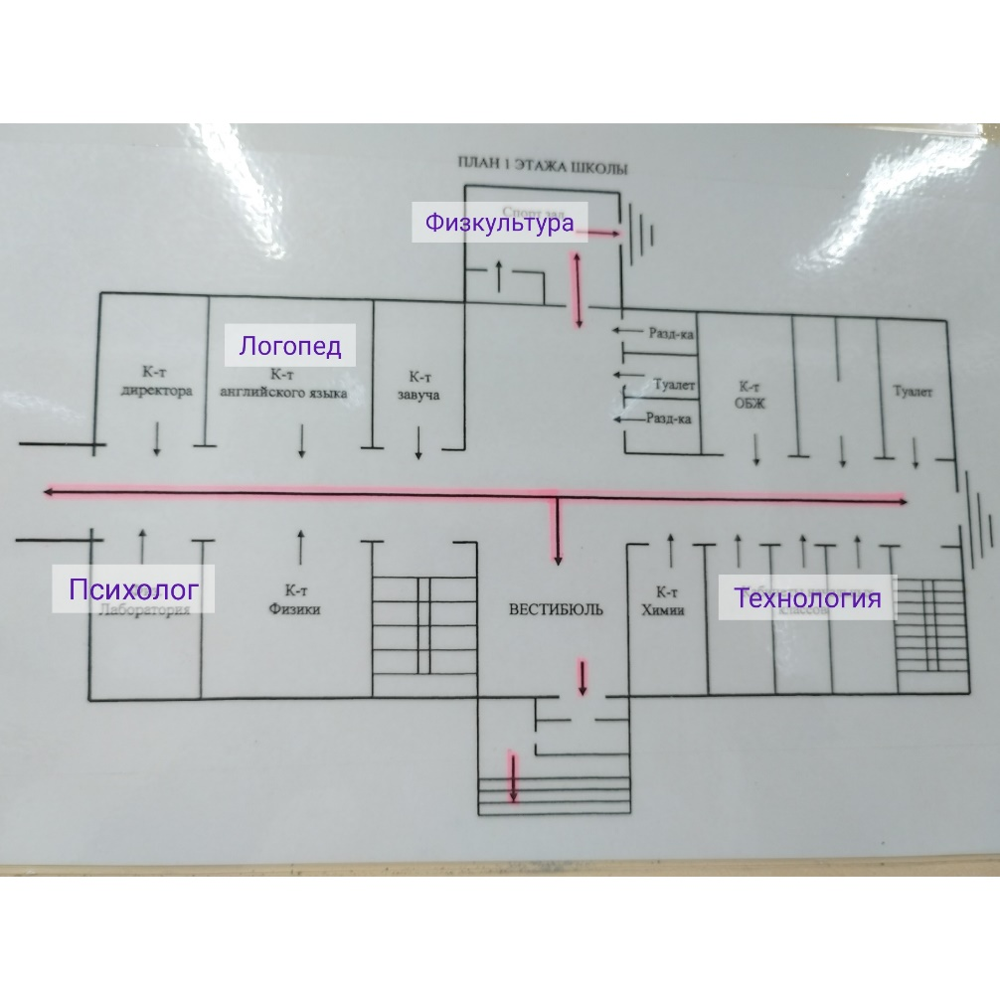 ПЛАН 1 ЭТАЖА ШКОЛЫ
Физкультура
Логопед
К-т
директора
К-т
английского языка
К-т
завуча
Разд-ка
Туалет
Разд-ка
К-т
ОБЖ
Туалет
Психолог
Лаборатория
К-т
Физики
ВЕСТИБЮЛЬ
К-т
Химии
Технология